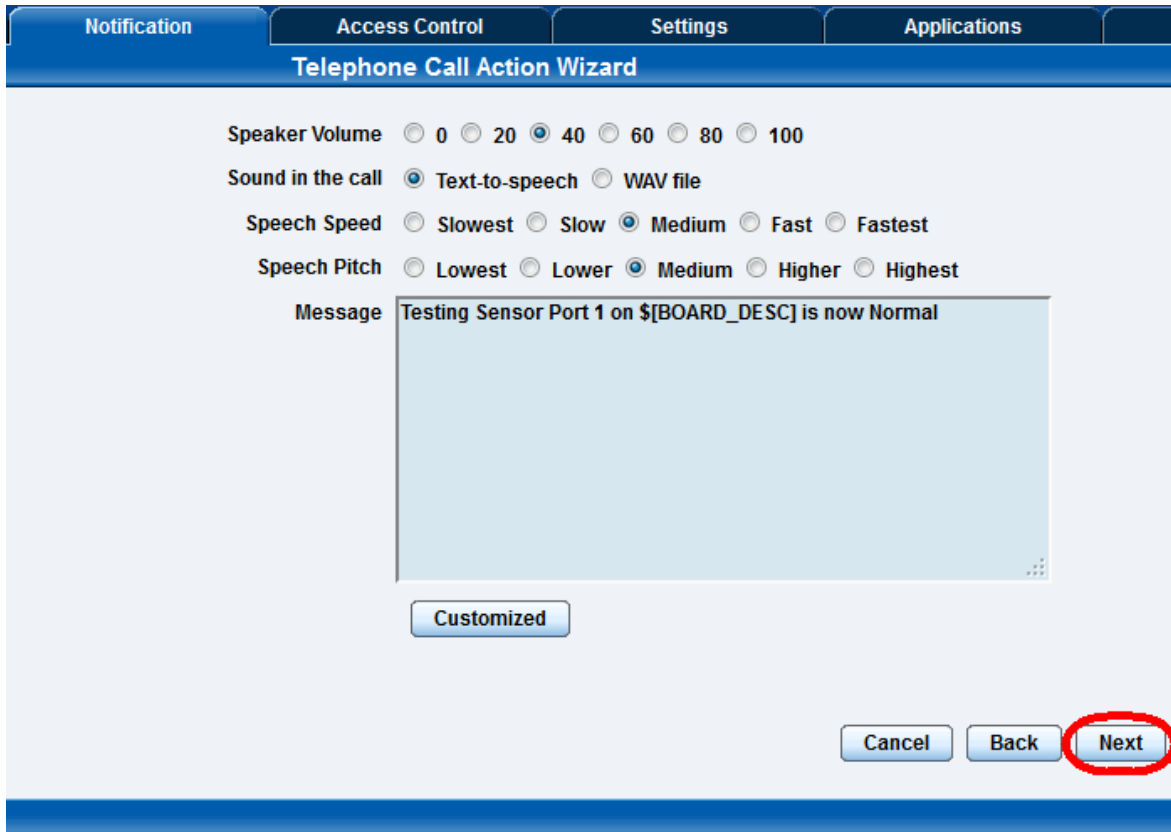 Notification Access Control Settings Applications
Telephone Call Action Wizard
Speaker Volume 0 20 40 60 80 100
Sound in the call Text-to-speech WAV file
Speech Speed Slowest Slow Medium Fast Fastest
Speech Pitch Lowest Lower Medium Higher Highest
Message Testing Sensor Port 1 on $[BOARD_DESC] is now Normal
Customized
Cancel Back Next